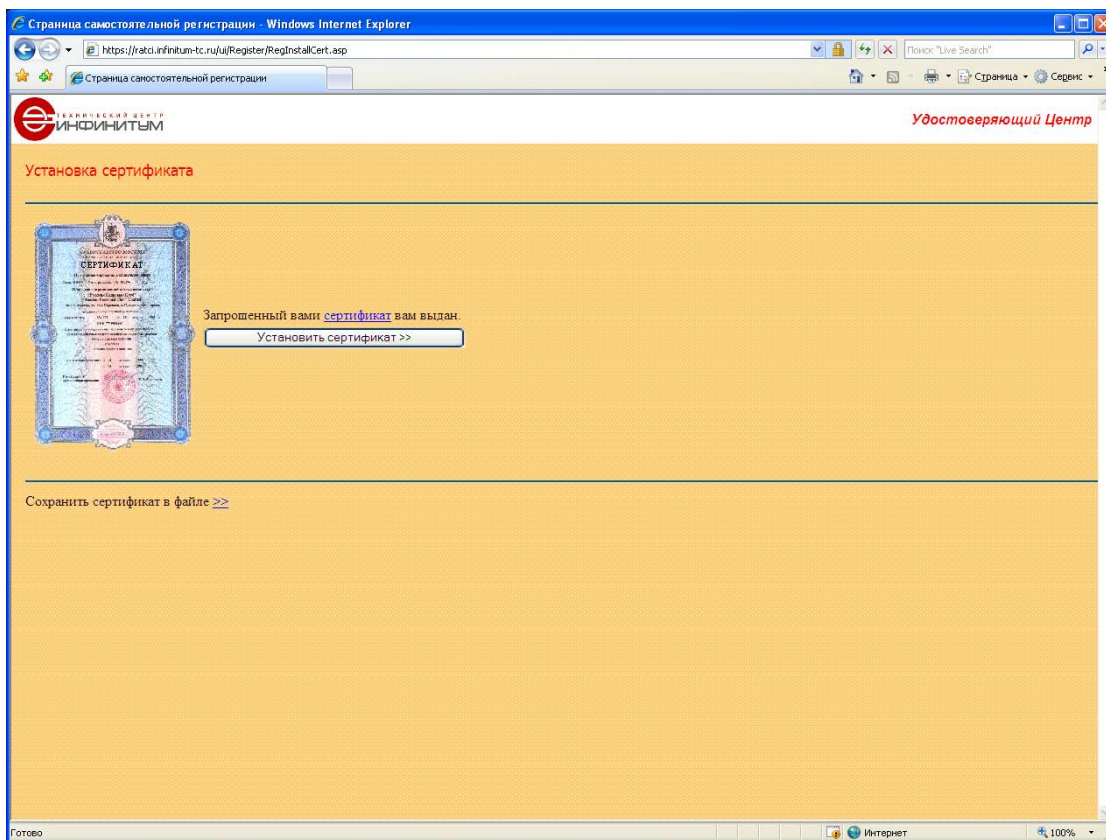 Страница самостоятельной регистрации - Windows Internet Explorer
https://ratci.infinitum-tc.ru/ui/Register/RegInstallCert.asp
Поиск "Live Search"
Страница самостоятельной регистрации
Страница
Сервис
ТЕХНИЧЕСКИЙ ЦЕНТР
ИНФИНИТУМ
Удостоверяющий Центр
Установка сертификата
СЕРТИФИКАТ
Запрошенный вами сертификат вам выдан.
Установить сертификат >>
Сохранить сертификат в файле >>
Готово
Интернет
100%